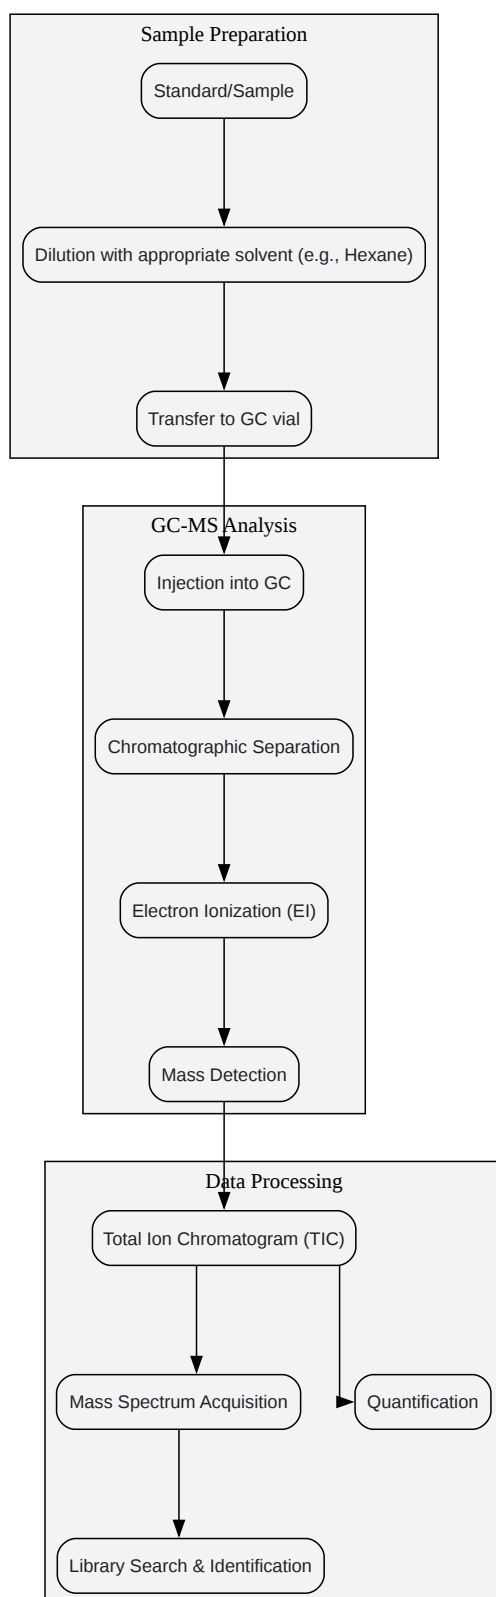 Sample Preparation
Standard/Sample
Dilution with appropriate solvent (e.g., Hexane)
Transfer to GC vial
GC-MS Analysis
Injection into GC
Chromatographic Separation
Electron Ionization (EI)
Mass Detection
Data Processing
Total Ion Chromatogram (TIC)
Mass Spectrum Acquisition
Quantification
Library Search & Identification